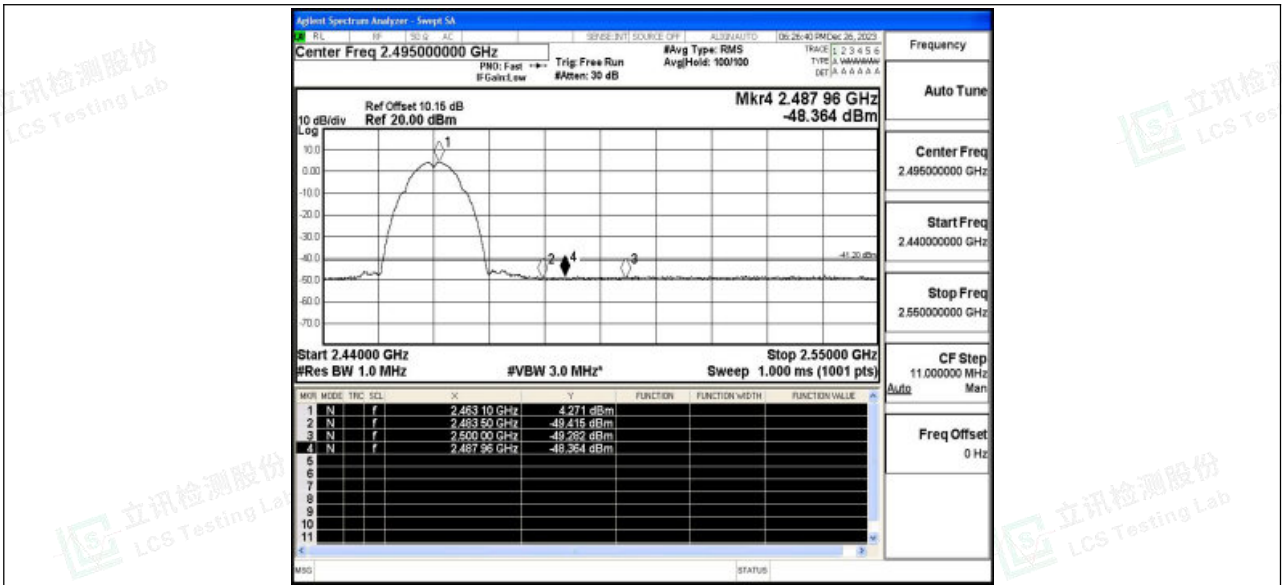 Agilent Spectrum Analyzer - Swept SA
RL RF 50 Ω AC SENSE:INT SOURCE OFF ALIGN AUTO 06:26:40 PM Dec 26, 2023
Center Freq 2.495000000 GHz
PNO: Fast
IFGain:Low
Trig: Free Run
#Atten: 30 dB
#Avg Type: RMS
Avg|Hold: 100/100
TRACE 1 2 3 4 5 6
TYPE A WWWWW
DET A A A A A A
Ref Offset 10.15 dB
10 dB/div Ref 20.00 dBm
Log
Mkr4 2.487 96 GHz
-48.364 dBm
10.0
0.00
-10.0
-20.0
-30.0
-40.0
-50.0
-60.0
-70.0
1
2
4
3
-41.20 dBm
Start 2.44000 GHz
Stop 2.55000 GHz
#Res BW 1.0 MHz
#VBW 3.0 MHz*
Sweep 1.000 ms (1001 pts)
MKR MODE TRC SCL X Y FUNCTION FUNCTION WIDTH FUNCTION VALUE
1 N f 2.463 10 GHz 4.271 dBm
2 N f 2.483 50 GHz -49.415 dBm
3 N f 2.500 00 GHz -49.282 dBm
4 N f 2.487 96 GHz -48.364 dBm
5
6
7
8
9
10
11
MSG
STATUS
Frequency
Auto Tune
Center Freq
2.495000000 GHz
Start Freq
2.440000000 GHz
Stop Freq
2.550000000 GHz
CF Step
11.000000 MHz
Auto Man
Freq Offset
0 Hz
立讯检测股份
LCS Testing Lab
立讯检测
LCS Tes
立讯检测股份
LCS Testing Lab
立讯检测股份
LCS Testing Lab